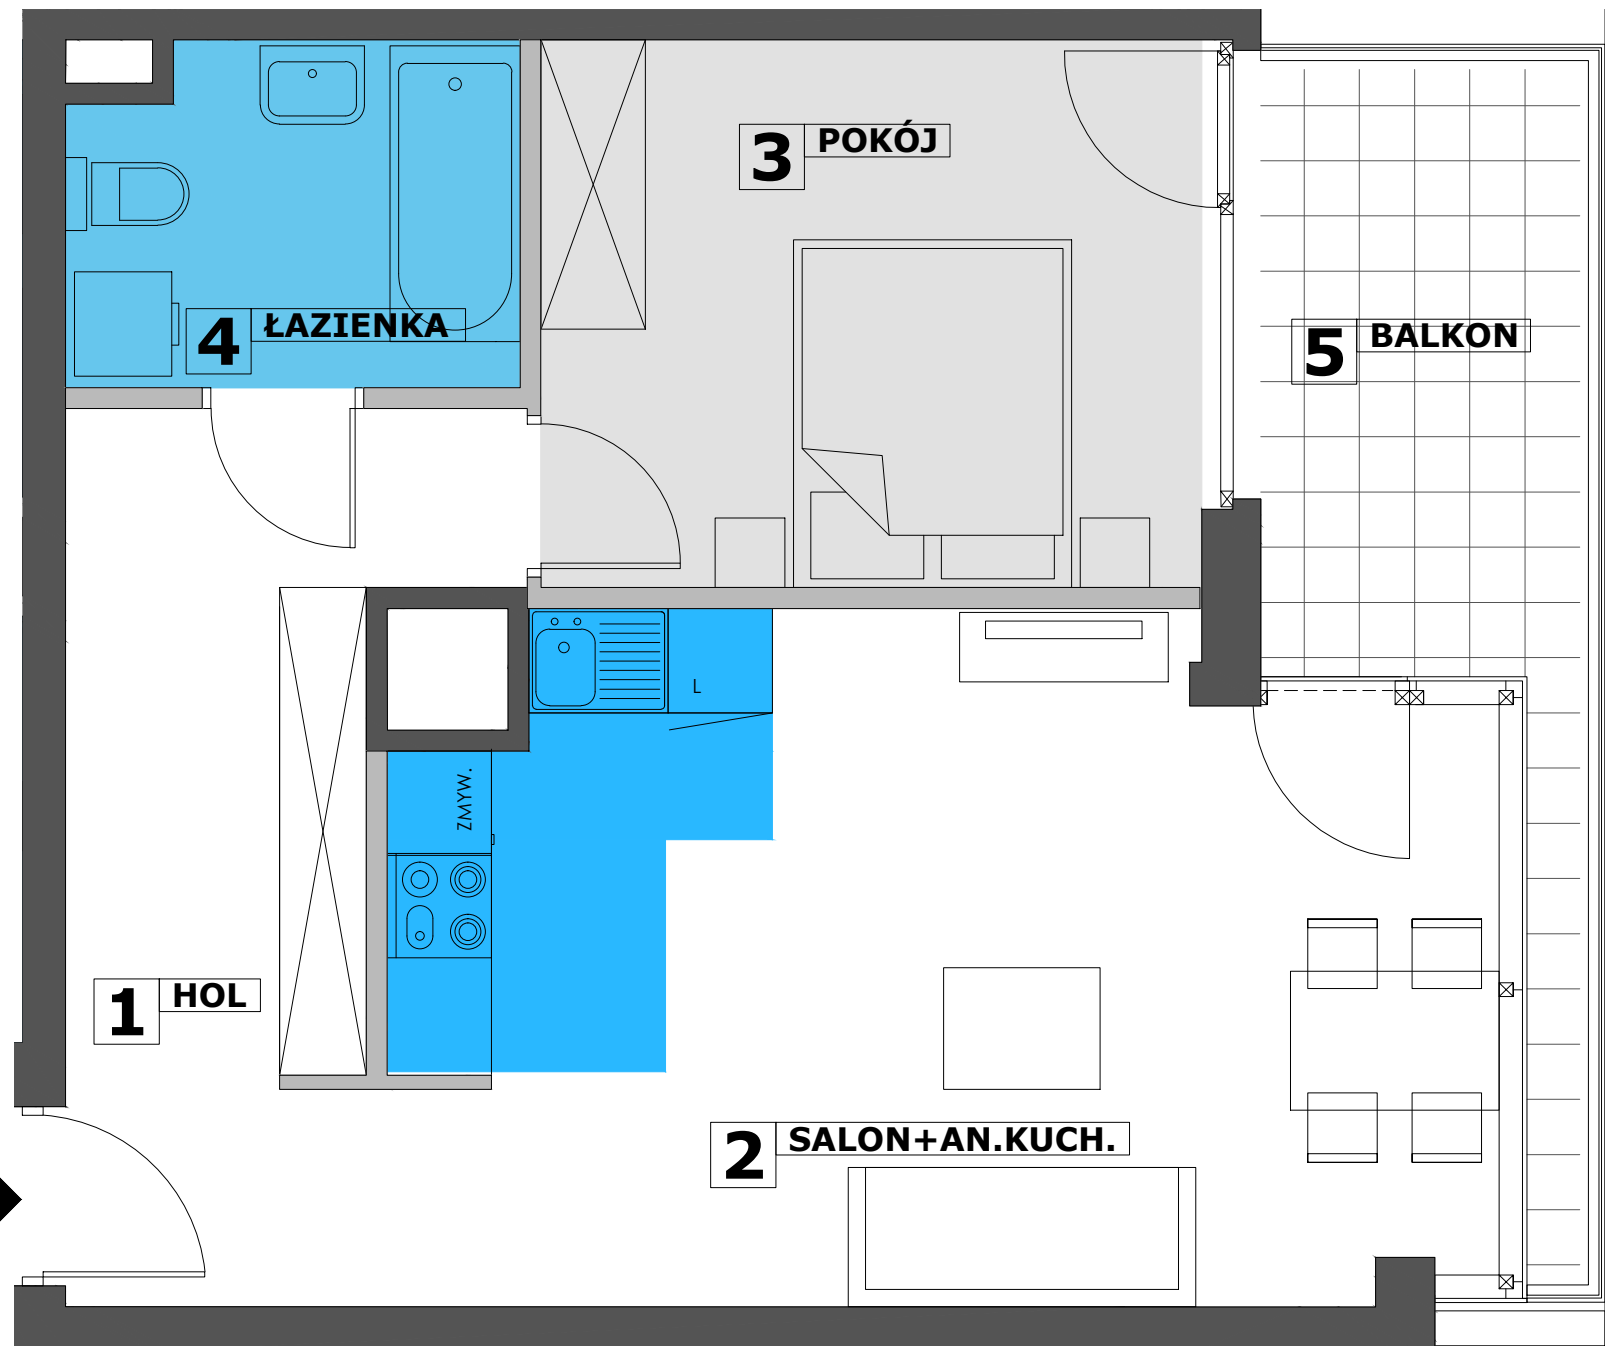 3 POKÓJ
4 ŁAZIENKA
5 BALKON
L
ZMYW.
1 HOL
2 SALON+AN.KUCH.